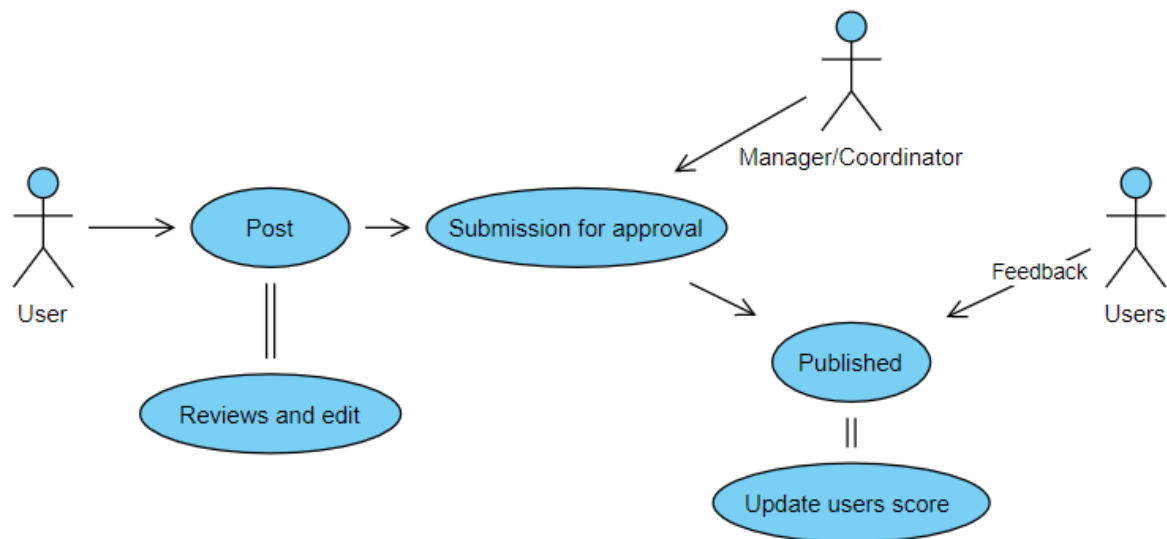 Manager/Coordinator
Post
Submission for approval
User
Feedback
Users
Published
Reviews and edit
Update users score